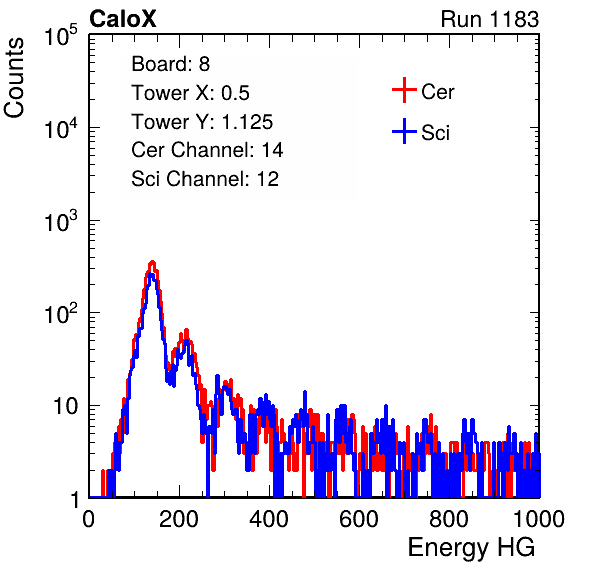 CaloX Run 1183
Board: 8
Tower X: 0.5
Tower Y: 1.125
Cer Channel: 14
Sci Channel: 12
Cer
Sci
Counts
10^5
10^4
10^3
10^2
10
1
0 200 400 600 800 1000
Energy HG